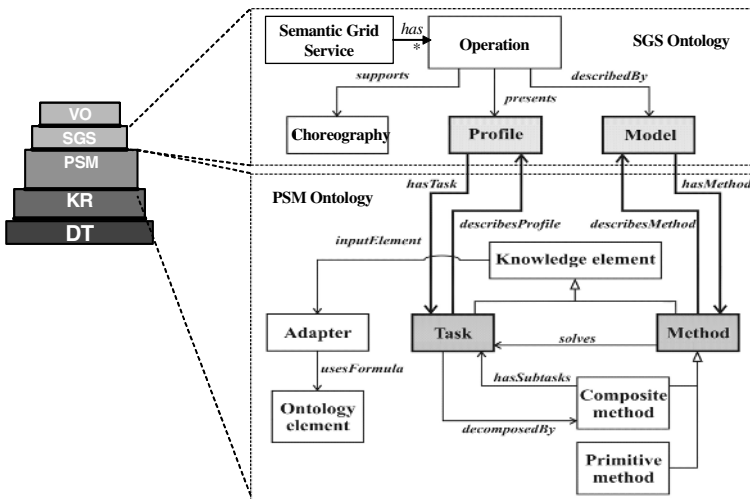 Semantic Grid
Service
has
*
Operation
SGS Ontology
supports
presents
describedBy
Choreography
Profile
Model
VO
SGS
PSM
KR
DT
PSM Ontology
hasTask
describesProfile
describesMethod
hasMethod
inputElement
Knowledge element
Adapter
Task
solves
Method
usesFormula
hasSubtasks
Ontology
element
Composite
method
decomposedBy
Primitive
method